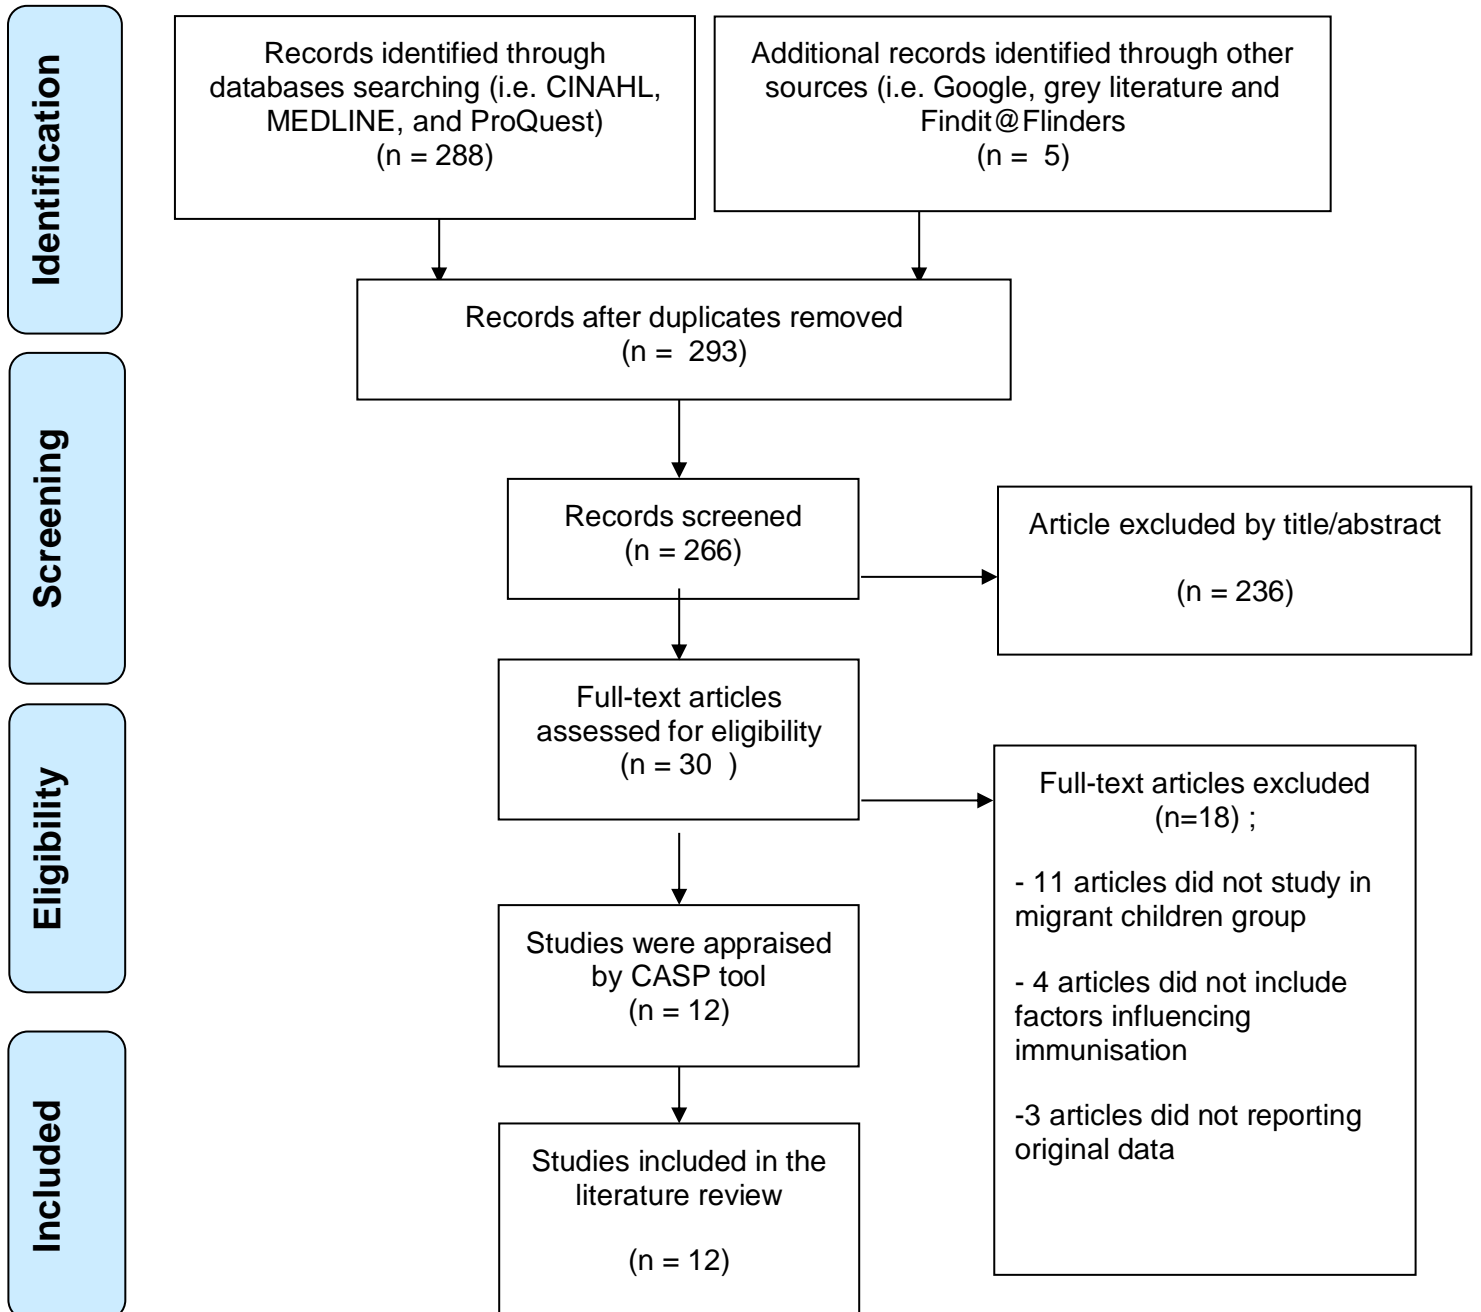 Identification
Records identified through
databases searching (i.e. CINAHL,
MEDLINE, and ProQuest)
(n = 288)
Additional records identified through other
sources (i.e. Google, grey literature and
Findit@Flinders
(n =  5)
Records after duplicates removed
(n =  293)
Screening
Records screened
(n = 266)
Article excluded by title/abstract
(n = 236)
Eligibility
Full-text articles
assessed for eligibility
(n = 30  )
Full-text articles excluded
(n=18) ;
- 11 articles did not study in
migrant children group
- 4 articles did not include
factors influencing
immunisation
-3 articles did not reporting
original data
Studies were appraised
by CASP tool
(n = 12)
Included
Studies included in the
literature review
(n = 12)